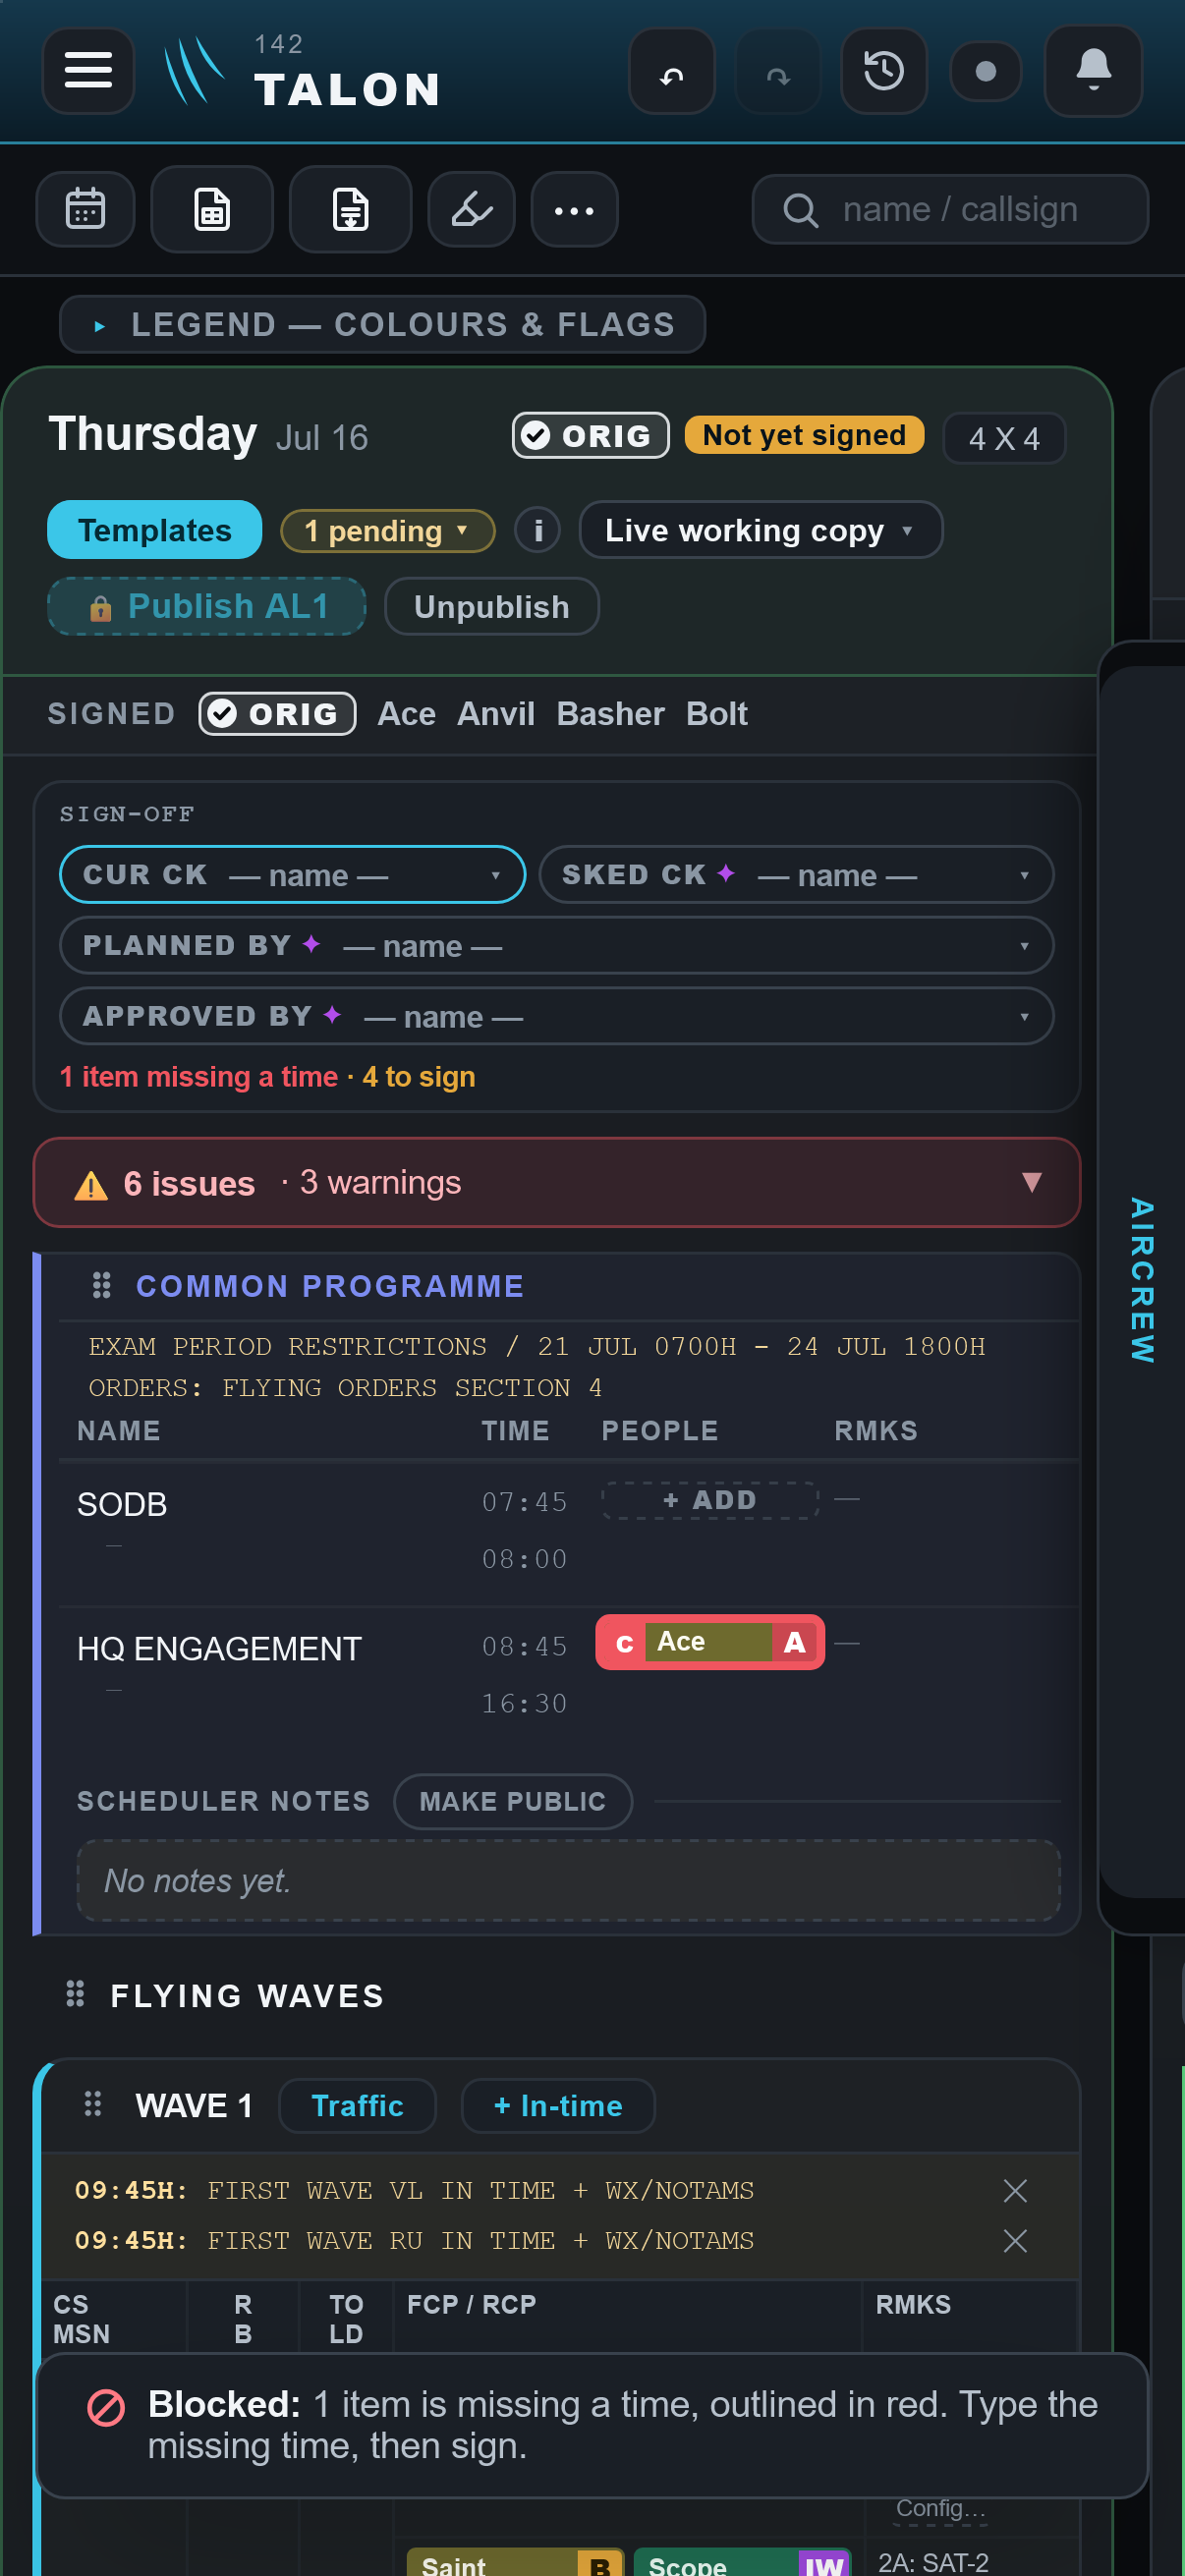 142
TALON
name / callsign
▸ LEGEND — COLOURS & FLAGS
Thursday Jul 16 ORIG Not yet signed 4 X 4
Templates 1 pending ▾ i Live working copy ▾
🔒 Publish AL1 Unpublish
SIGNED ORIG Ace Anvil Basher Bolt
SIGN-OFF
CUR CK — name — ▾ SKED CK ✦ — name — ▾
PLANNED BY ✦ — name — ▾
APPROVED BY ✦ — name — ▾
1 item missing a time · 4 to sign
⚠️ 6 issues · 3 warnings ▼
AIRCREW
COMMON PROGRAMME
EXAM PERIOD RESTRICTIONS / 21 JUL 0700H – 24 JUL 1800H
ORDERS: FLYING ORDERS SECTION 4
NAME TIME PEOPLE RMKS
SODB 07:45 + ADD —
— 08:00
HQ ENGAGEMENT 08:45 C Ace A —
— 16:30
SCHEDULER NOTES MAKE PUBLIC
No notes yet.
FLYING WAVES
WAVE 1 Traffic + In-time
09:45H: FIRST WAVE VL IN TIME + WX/NOTAMS
09:45H: FIRST WAVE RU IN TIME + WX/NOTAMS
CS R TO FCP / RCP RMKS
MSN B LD
Blocked: 1 item is missing a time, outlined in red. Type the
missing time, then sign.
Config...
Saint B Scope IW 2A: SAT-2